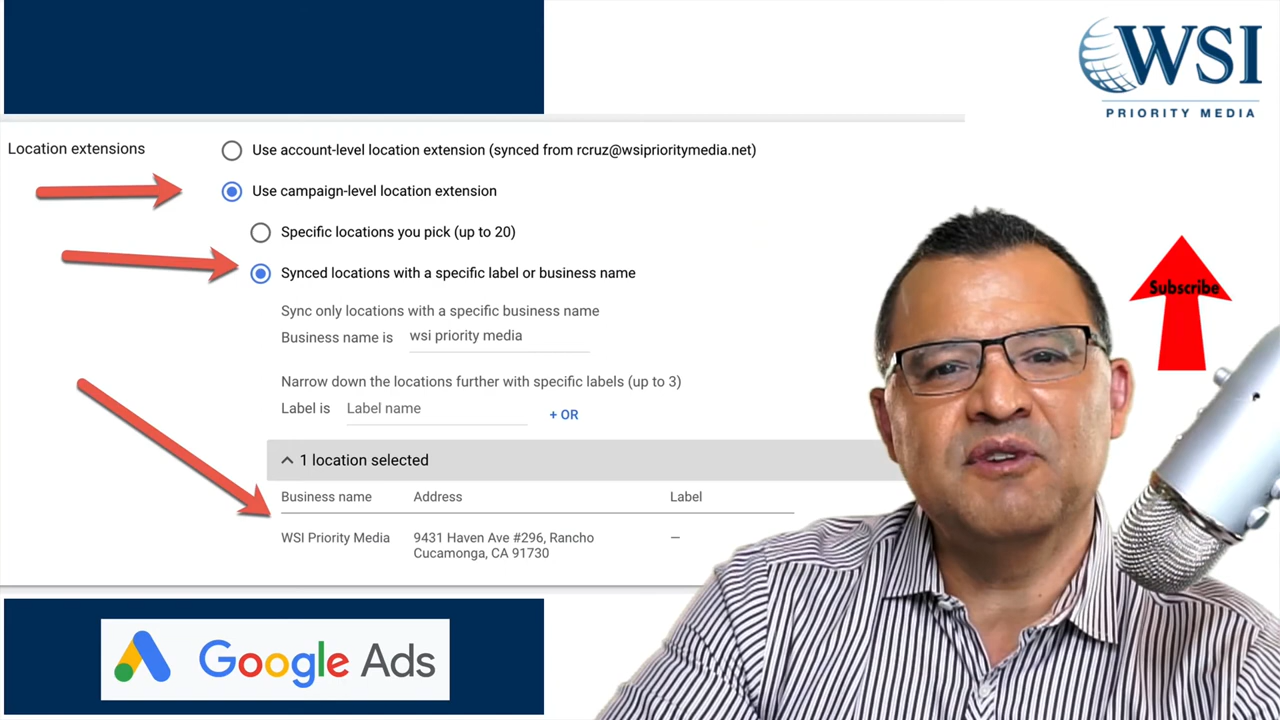 WSI
PRIORITY MEDIA
Location extensions
Use account-level location extension (synced from rcruz@wsiprioritymedia.net)
Use campaign-level location extension
Specific locations you pick (up to 20)
Synced locations with a specific label or business name
Subscribe
Sync only locations with a specific business name
Business name is wsi priority media
Narrow down the locations further with specific labels (up to 3)
Label is Label name + OR
1 location selected
Business name Address Label
WSI Priority Media 9431 Haven Ave #296, Rancho —
Cucamonga, CA 91730
Google Ads